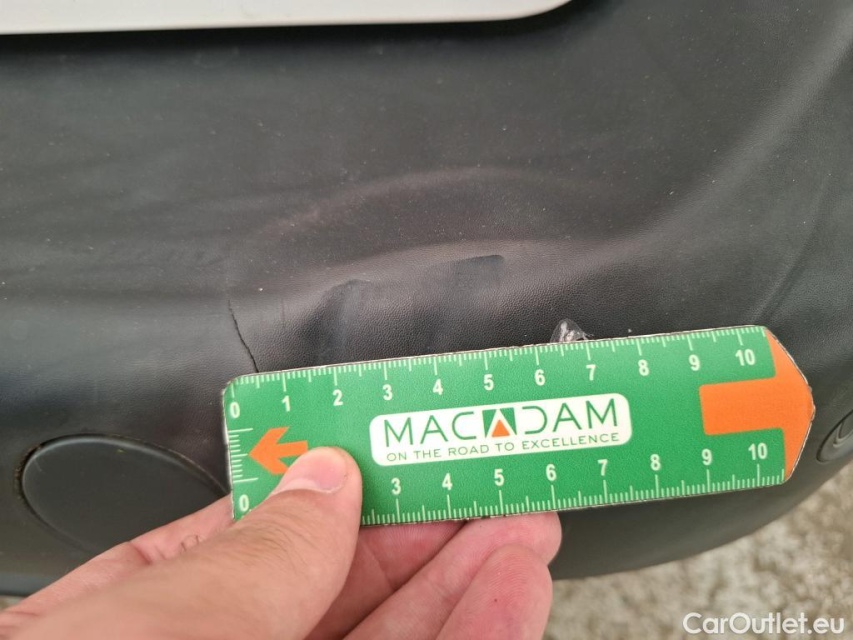 0 1 2 3 4 5 6 7 8 9 10
MACADAM
ON THE ROAD TO EXCELLENCE
0 3 4 5 6 7 8 9 10
CarOutlet.eu